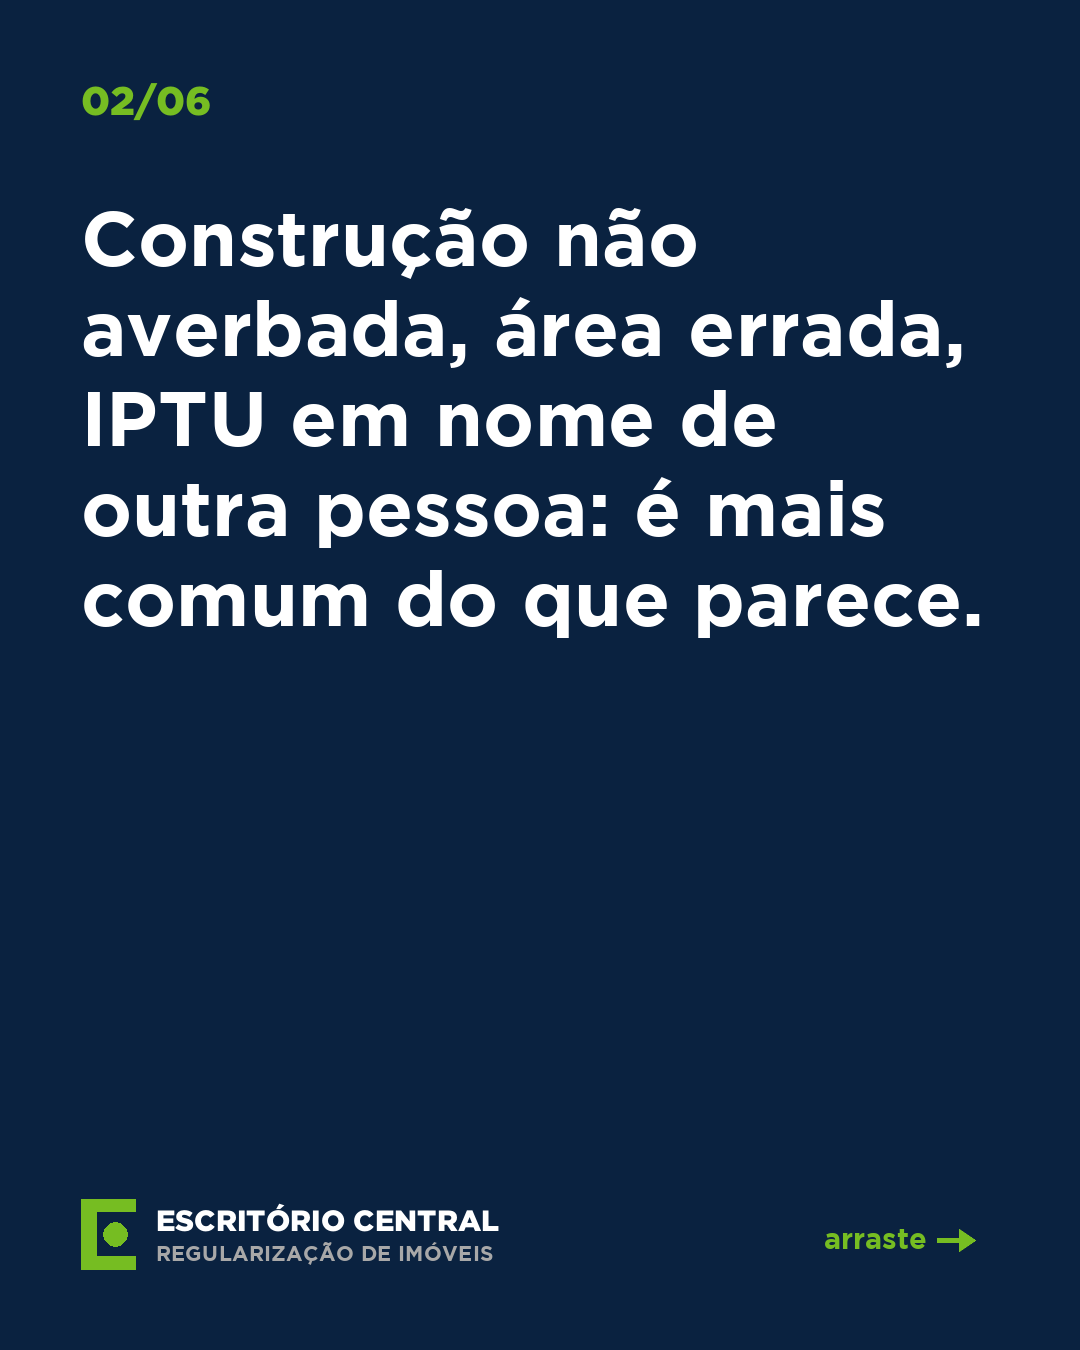 02/06
Construção não
averbada, área errada,
IPTU em nome de
outra pessoa: é mais
comum do que parece.
ESCRITÓRIO CENTRAL
REGULARIZAÇÃO DE IMÓVEIS
arraste